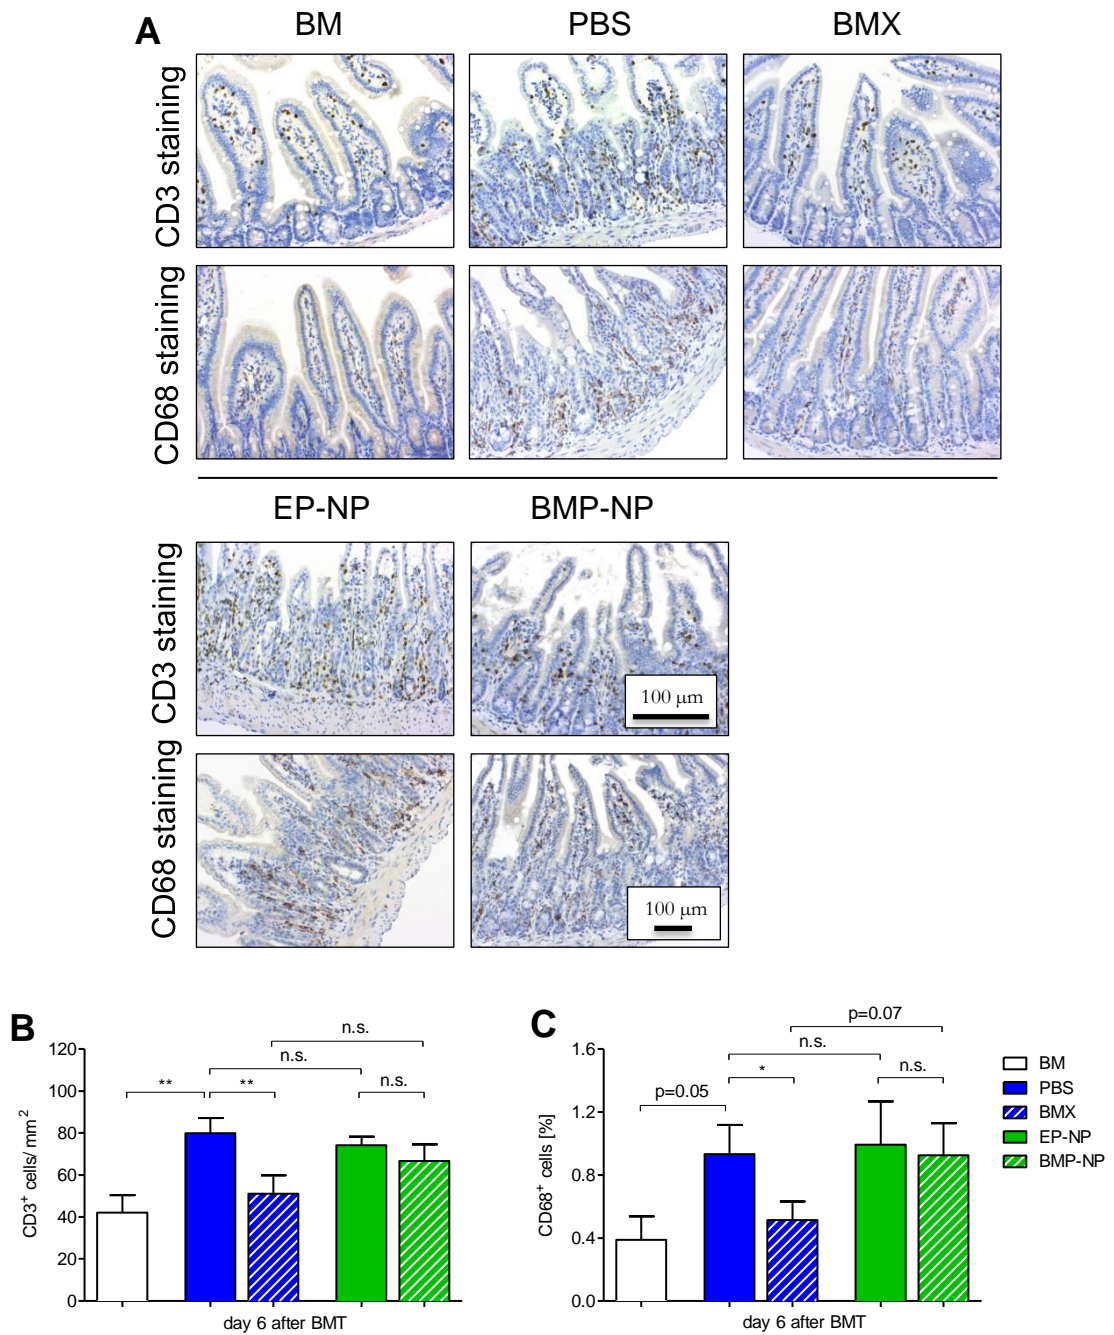 A
BM PBS BMX
CD3 staining
CD68 staining
EP-NP BMP-NP
CD3 staining
100 μm
CD68 staining
100 μm
B
n.s.
n.s.
** ** n.s.
CD3+ cells/ mm2
120
100
80
60
40
20
0
day 6 after BMT
C
p=0.07
n.s.
p=0.05 * n.s.
CD68+ cells [%]
1.6
1.2
0.8
0.4
0.0
day 6 after BMT
BM
PBS
BMX
EP-NP
BMP-NP